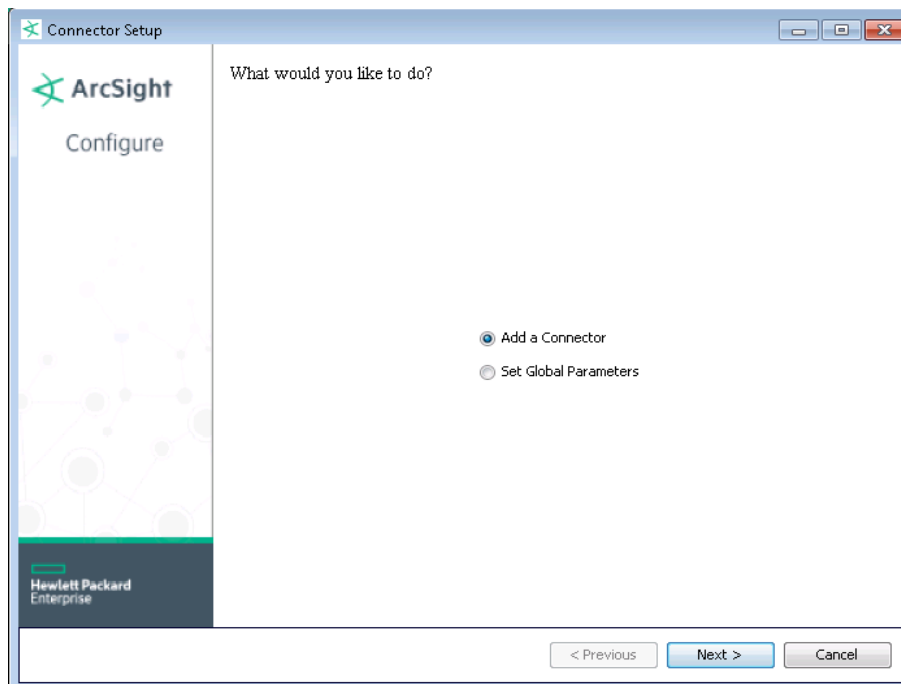 Connector Setup
ArcSight
Configure
What would you like to do?
Add a Connector
Set Global Parameters
Hewlett Packard
Enterprise
< Previous
Next >
Cancel